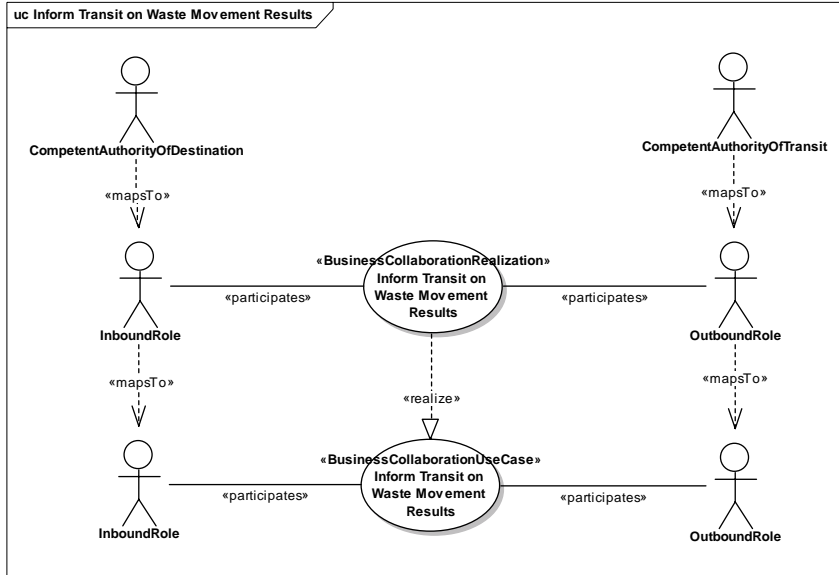 uc Inform Transit on Waste Movement Results
CompetentAuthorityOfDestination
CompetentAuthorityOfTransit
«mapsTo»
«mapsTo»
«BusinessCollaborationRealization»
Inform Transit on
Waste Movement
Results
«participates»
«participates»
InboundRole
OutboundRole
«mapsTo»
«realize»
«mapsTo»
«BusinessCollaborationUseCase»
Inform Transit on
Waste Movement
Results
«participates»
«participates»
InboundRole
OutboundRole